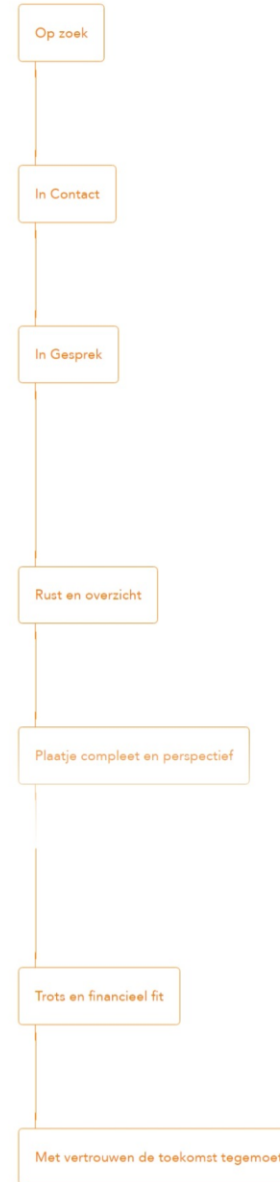 Op zoek
In Contact
In Gesprek
Rust en overzicht
Plaatje compleet en perspectief
Trots en financieel fit
Met vertrouwen de toekomst tegemoet